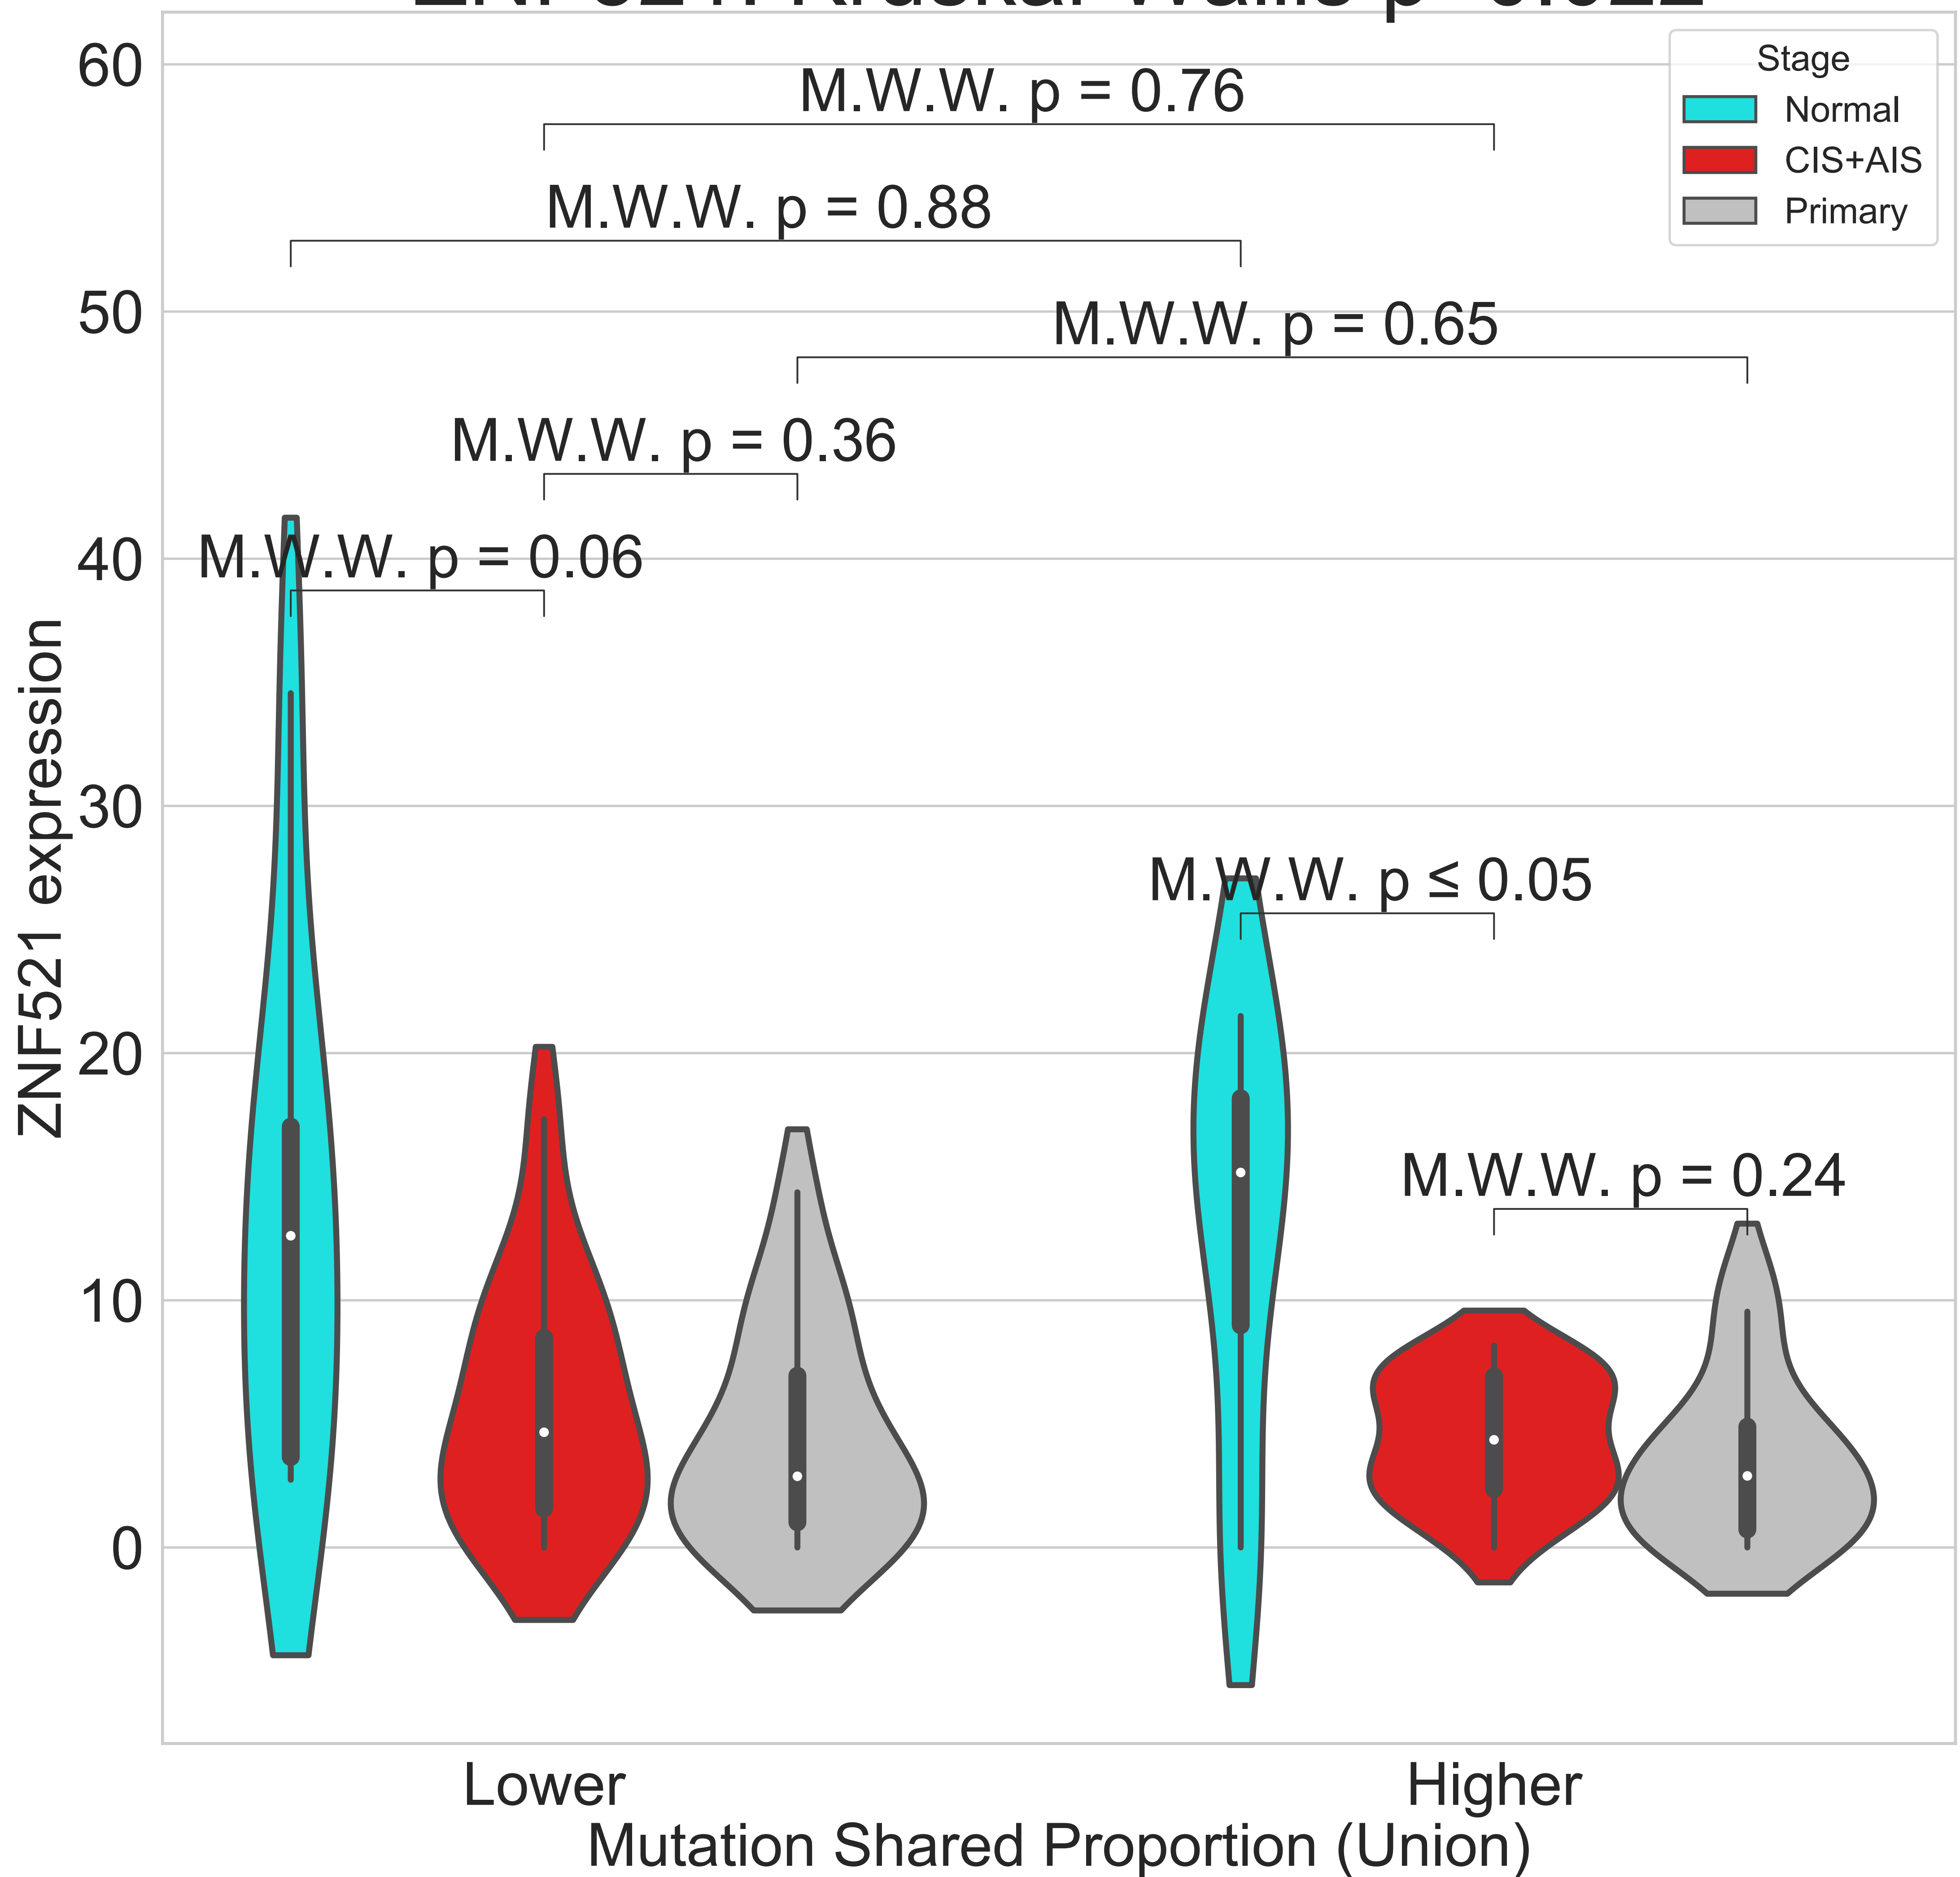 60
M.W.W. p = 0.76
Stage
Normal
CIS+AIS
Primary
M.W.W. p = 0.88
50
M.W.W. p = 0.65
M.W.W. p = 0.36
40
M.W.W. p = 0.06
30
M.W.W. p ≤ 0.05
20
M.W.W. p = 0.24
10
0
ZNF521 expression
Lower
Higher
Mutation Shared Proportion (Union)